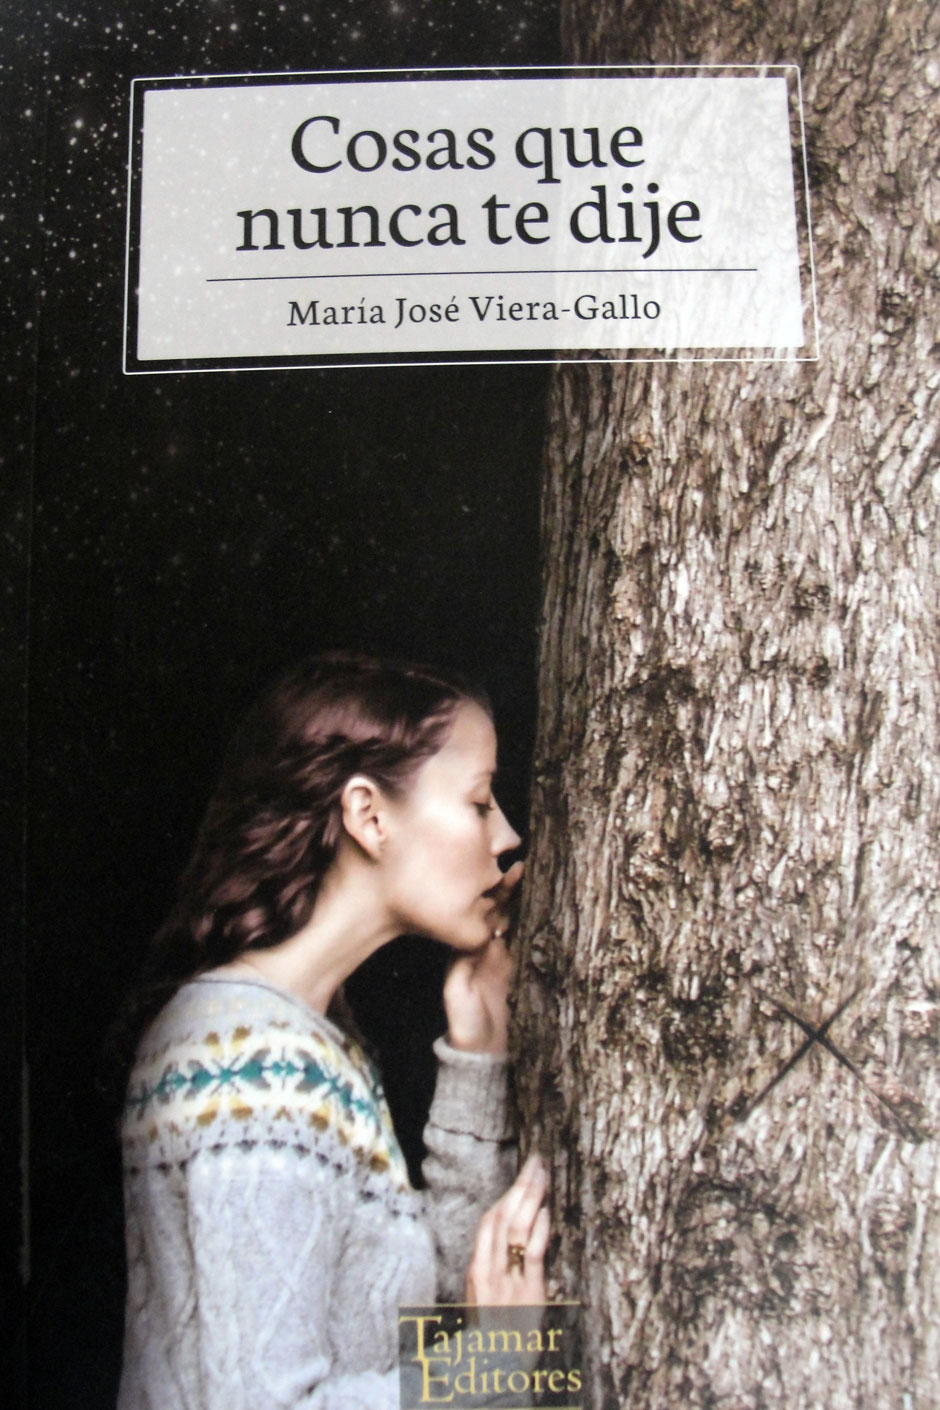 Cosas que
nunca te dije
María José Viera-Gallo
Tajamar
Editores